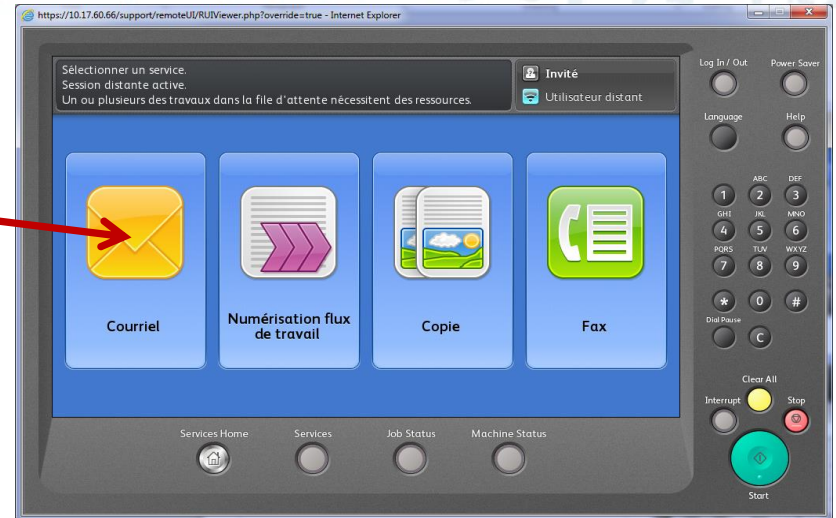 https://10.17.60.66/support/remoteUI/RUIViewer.php?override=true - Internet Explorer
Sélectionner un service.
Session distante active.
Un ou plusieurs des travaux dans la file d'attente nécessitent des ressources.
Invité
Utilisateur distant
Courriel
Numérisation flux
de travail
Copie
Fax
Services Home
Services
Job Status
Machine Status
Log In / Out
Power Saver
Language
Help
ABC DEF
1 2 3
GHI JKL MNO
4 5 6
PQRS TUV WXYZ
7 8 9
* 0 #
Dial Pause
C
Clear All
Interrupt
Stop
Start